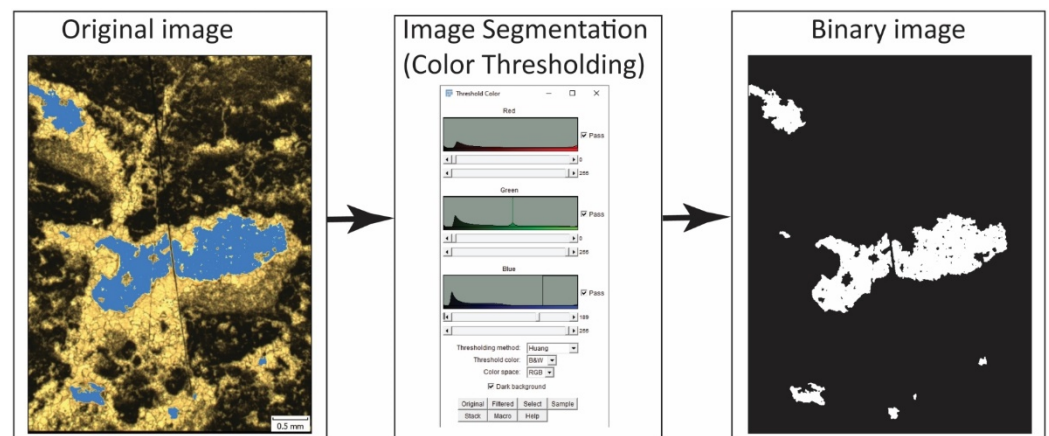 Original image
0.5 mm
Image Segmentation
(Color Thresholding)
Threshold Color
Red
Pass
0
255
Green
Pass
0
255
Blue
Pass
189
255
Thresholding method: Huang
Threshold color: B&W
Color space: RGB
Dark background
Original Filtered Select Sample
Stack Macro Help
Binary image